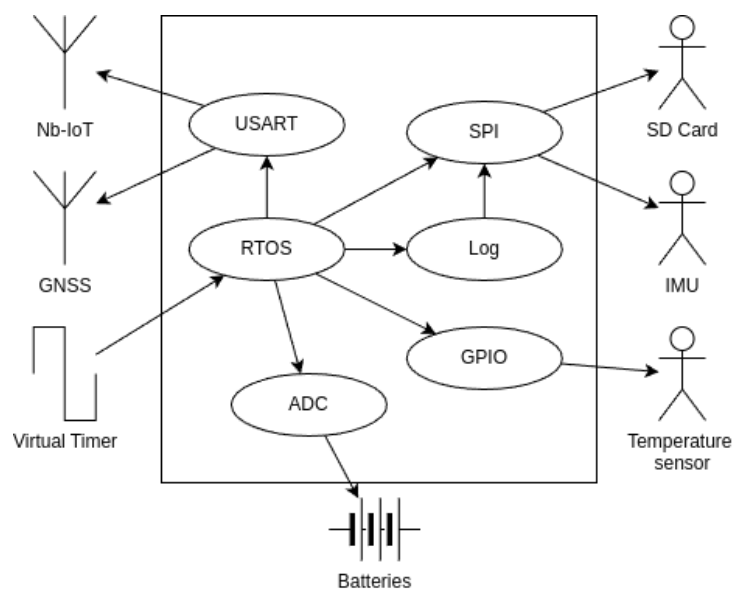 USART
SPI
Nb-IoT
SD Card
RTOS
Log
GNSS
IMU
GPIO
ADC
Virtual Timer
Temperature
sensor
Batteries